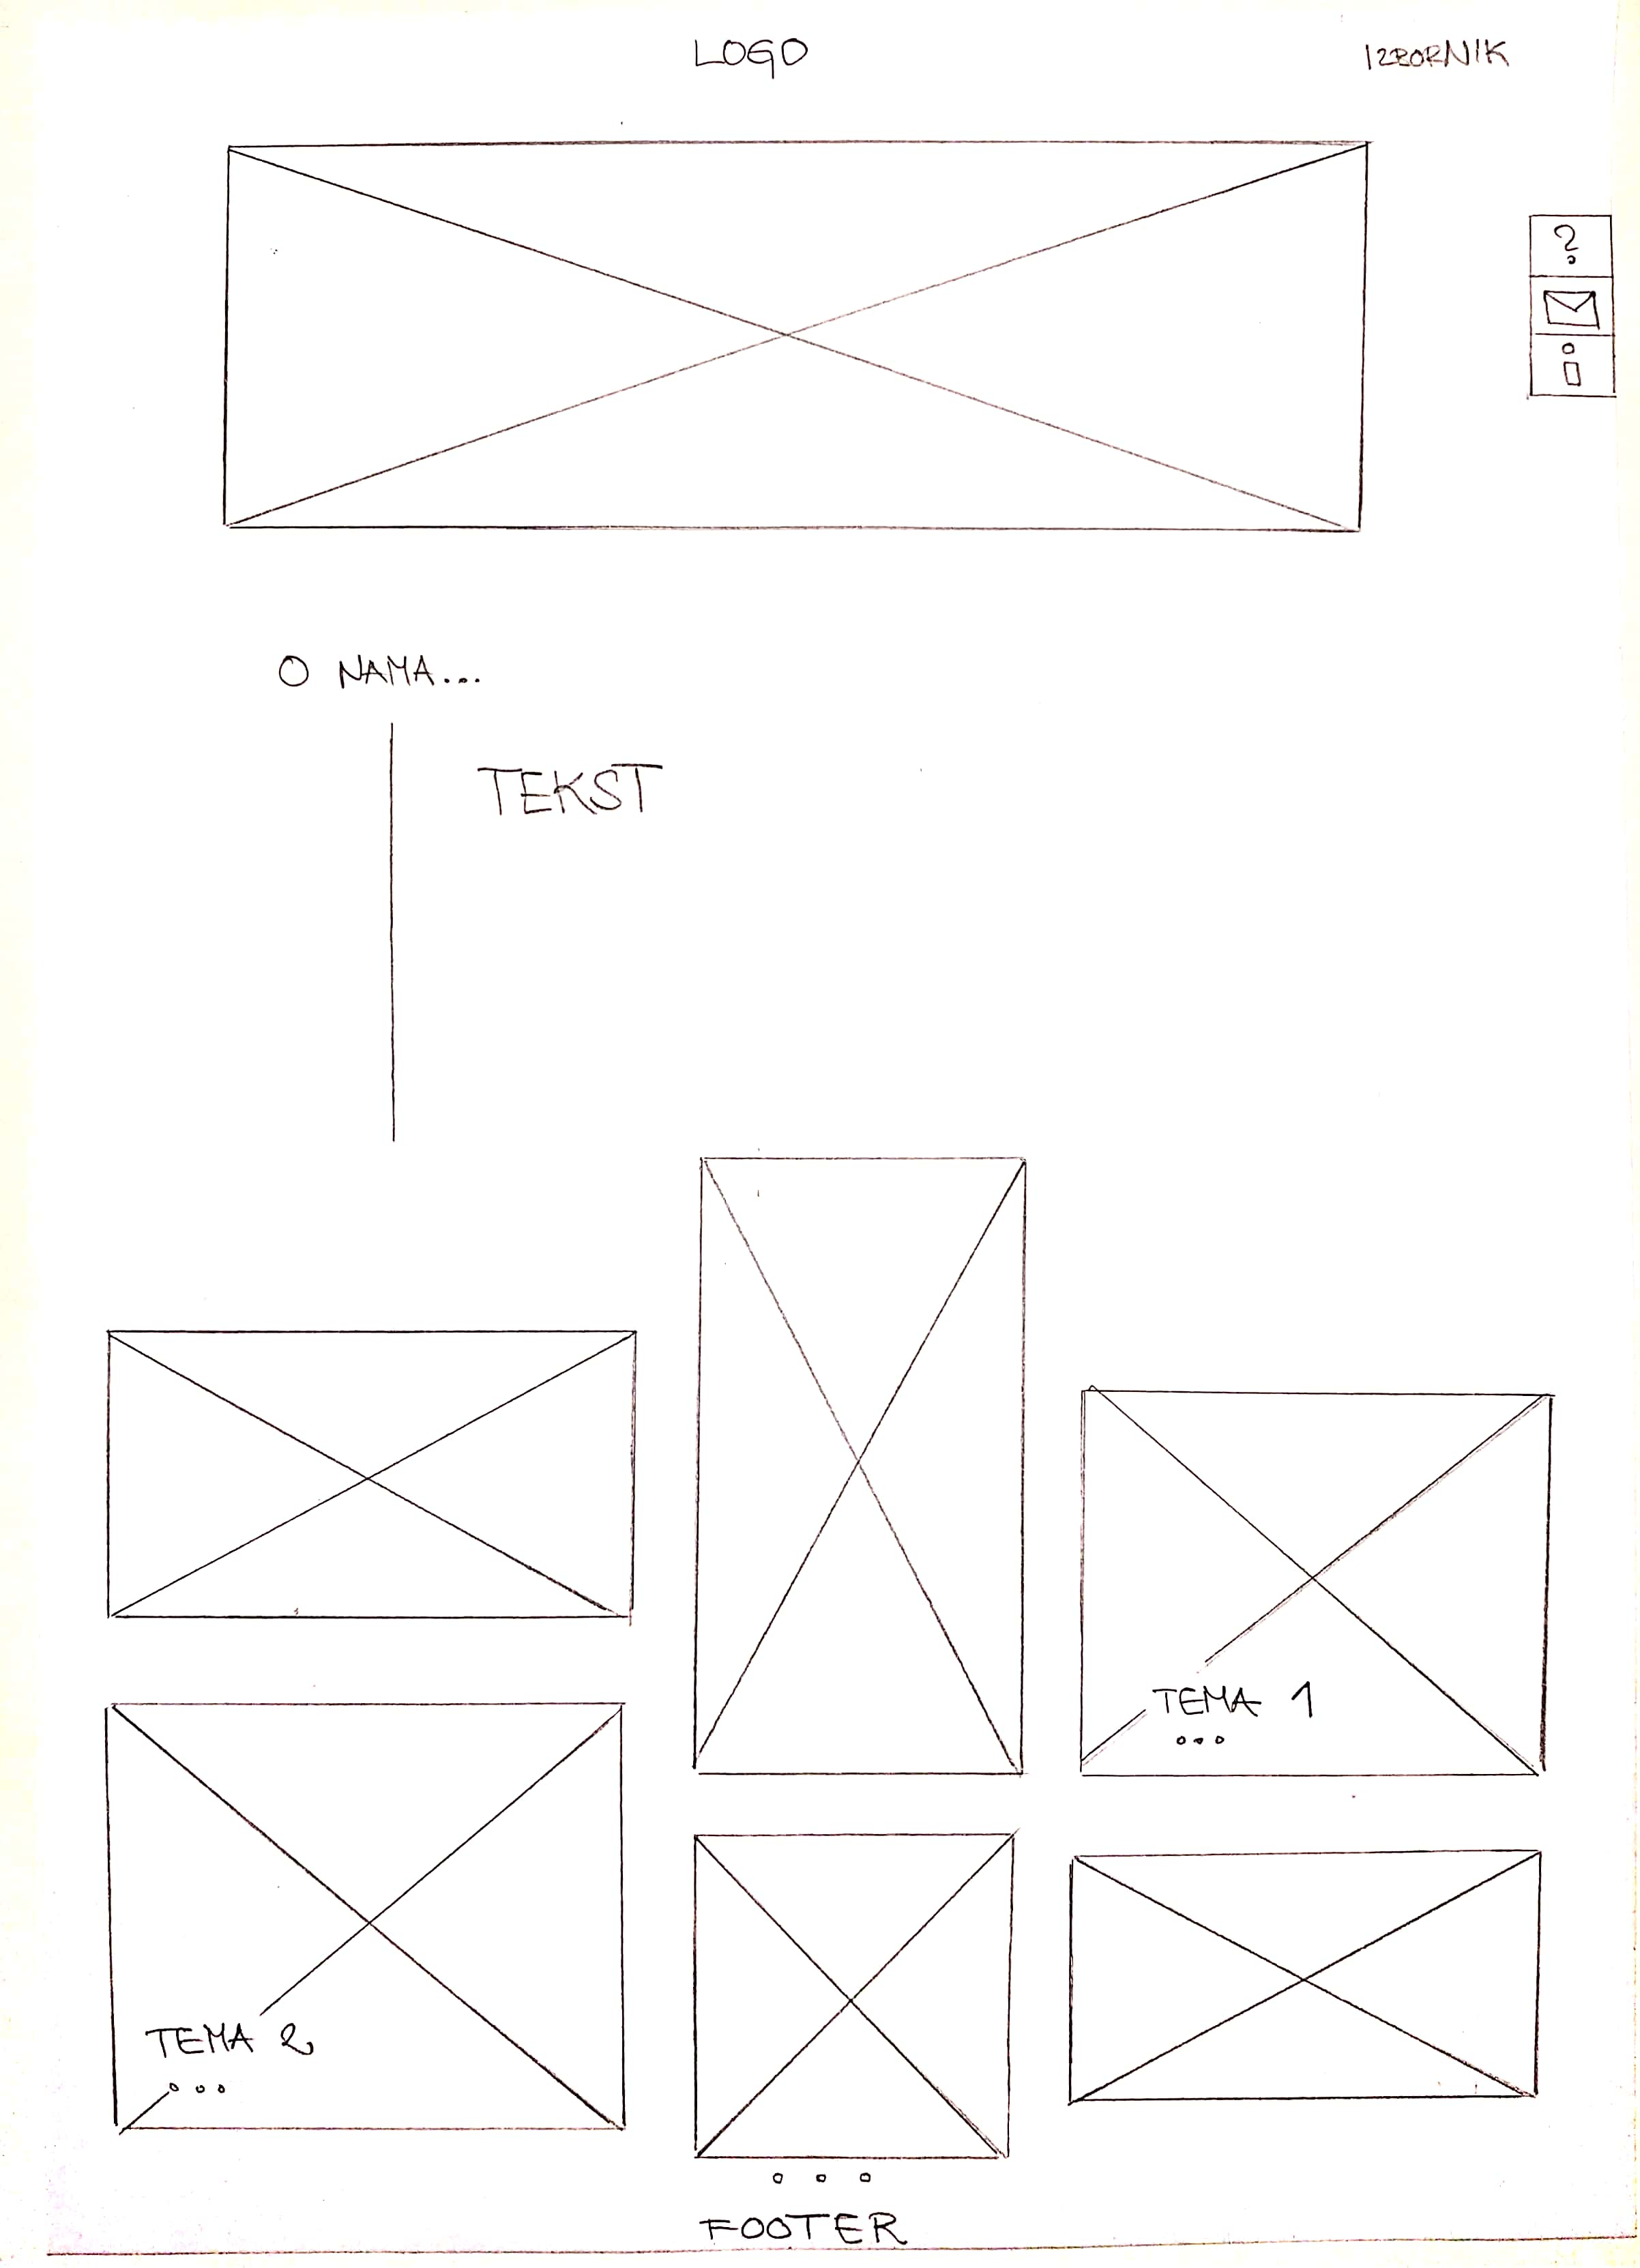 LOGO
IZBORNIK
?
i
O NAMA...
TEKST
TEMA 1
...
TEMA 2
...
...
FOOTER